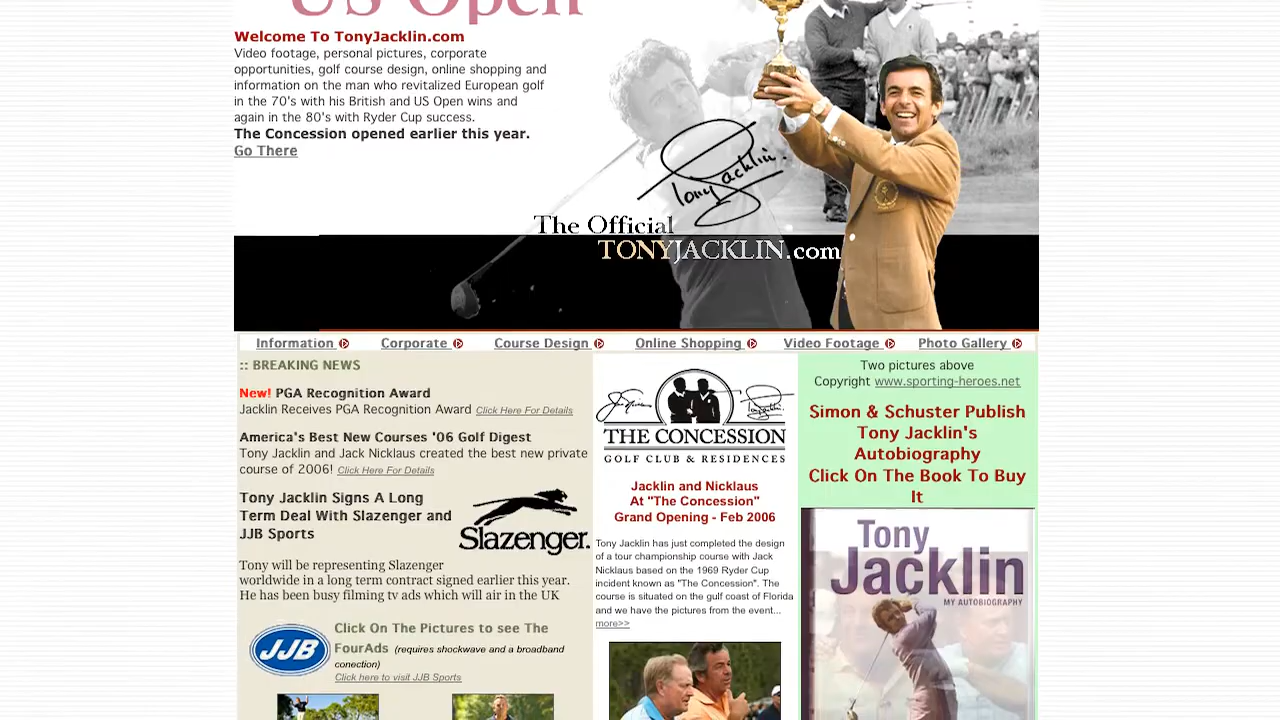 US Open
Welcome To TonyJacklin.com
Video footage, personal pictures, corporate
opportunities, golf course design, online shopping and
information on the man who revitalized European golf
in the 70's with his British and US Open wins and
again in the 80's with Ryder Cup success.
The Concession opened earlier this year.
Go There
Tony Jacklin
The Official
TONYJACKLIN.com
Information
Corporate
Course Design
Online Shopping
Video Footage
Photo Gallery
:: BREAKING NEWS
New! PGA Recognition Award
Jacklin Receives PGA Recognition Award Click Here For Details
America's Best New Courses '06 Golf Digest
Tony Jacklin and Jack Nicklaus created the best new private
course of 2006! Click Here For Details
Tony Jacklin Signs A Long
Term Deal With Slazenger and
JJB Sports
Slazenger.
Tony will be representing Slazenger
worldwide in a long term contract signed earlier this year.
He has been busy filming tv ads which will air in the UK
JJB
Click On The Pictures to see The
FourAds (requires shockwave and a broadband
conection)
Click here to visit JJB Sports
THE CONCESSION
GOLF CLUB & RESIDENCES
Jacklin and Nicklaus
At "The Concession"
Grand Opening - Feb 2006
Tony Jacklin has just completed the design
of a tour championship course with Jack
Nicklaus based on the 1969 Ryder Cup
incident known as "The Concession". The
course is situated on the gulf coast of Florida
and we have the pictures from the event...
more>>
Two pictures above
Copyright www.sporting-heroes.net
Simon & Schuster Publish
Tony Jacklin's
Autobiography
Click On The Book To Buy
It
Tony
Jacklin
MY AUTOBIOGRAPHY